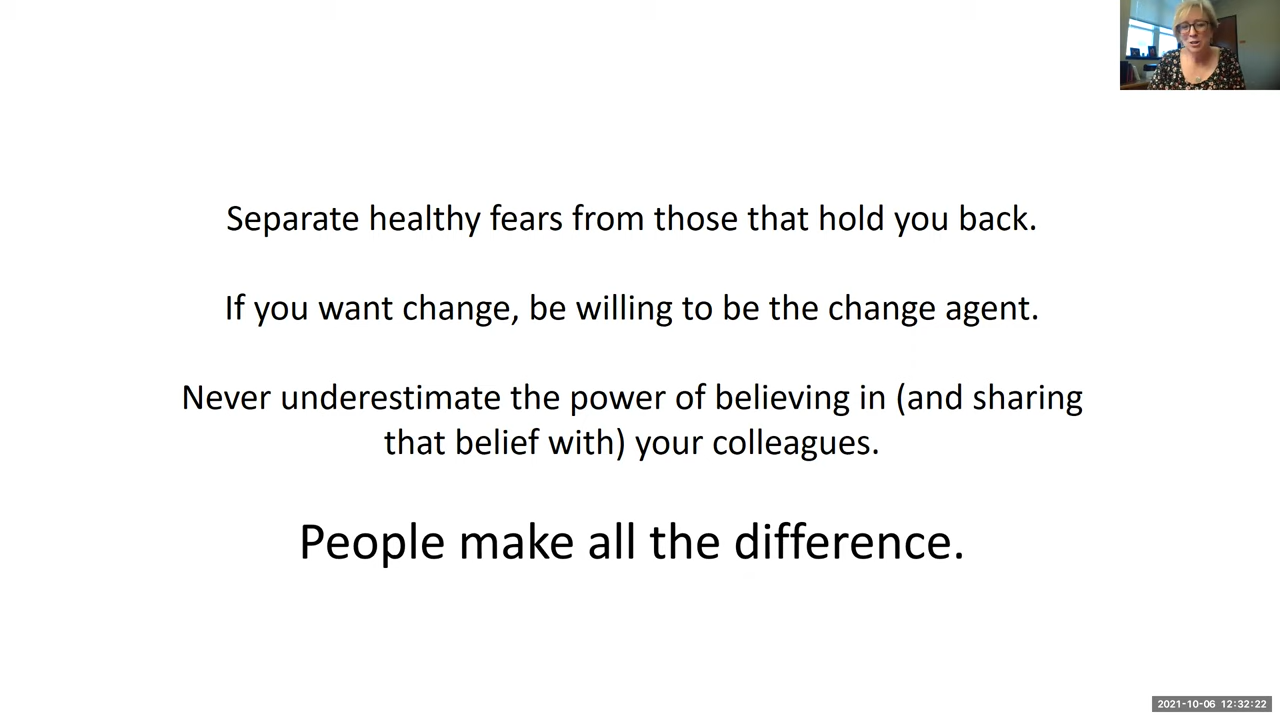 Separate healthy fears from those that hold you back.
If you want change, be willing to be the change agent.
Never underestimate the power of believing in (and sharing
that belief with) your colleagues.
People make all the difference.
2021-10-06 12:32:22